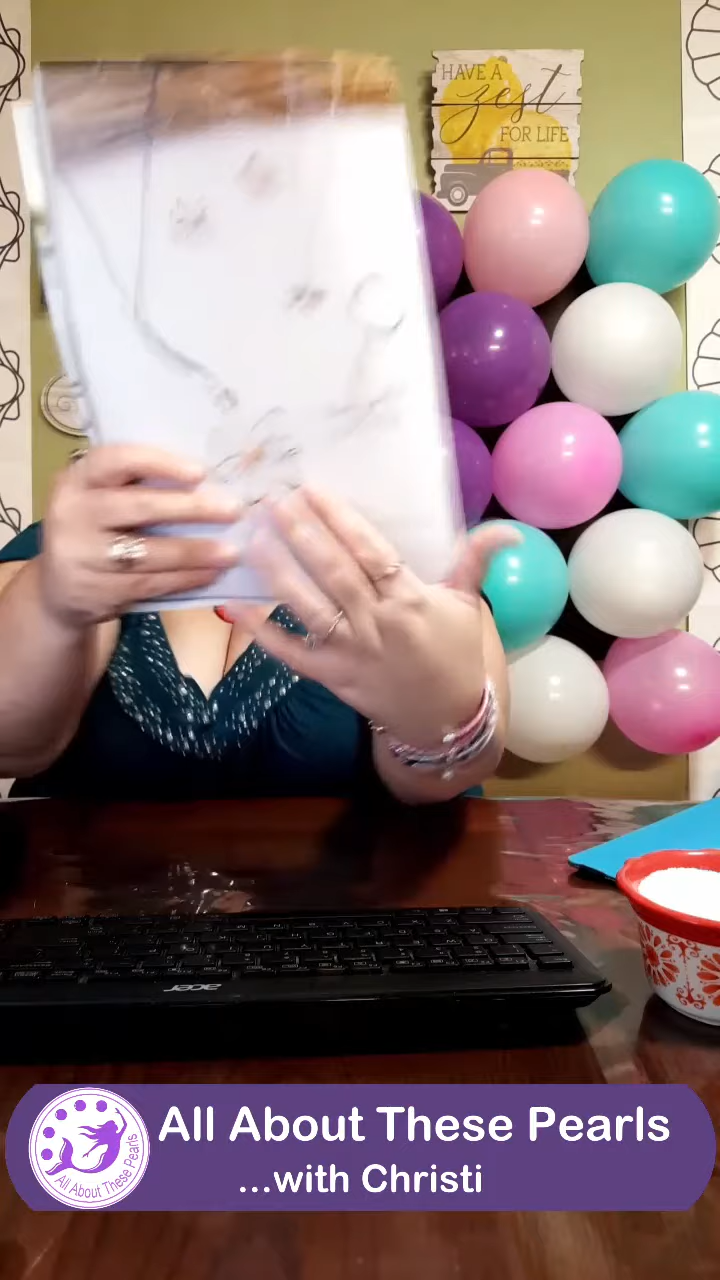 HAVE A
zest
FOR LIFE
acer
All About These Pearls
All About These Pearls
...with Christi